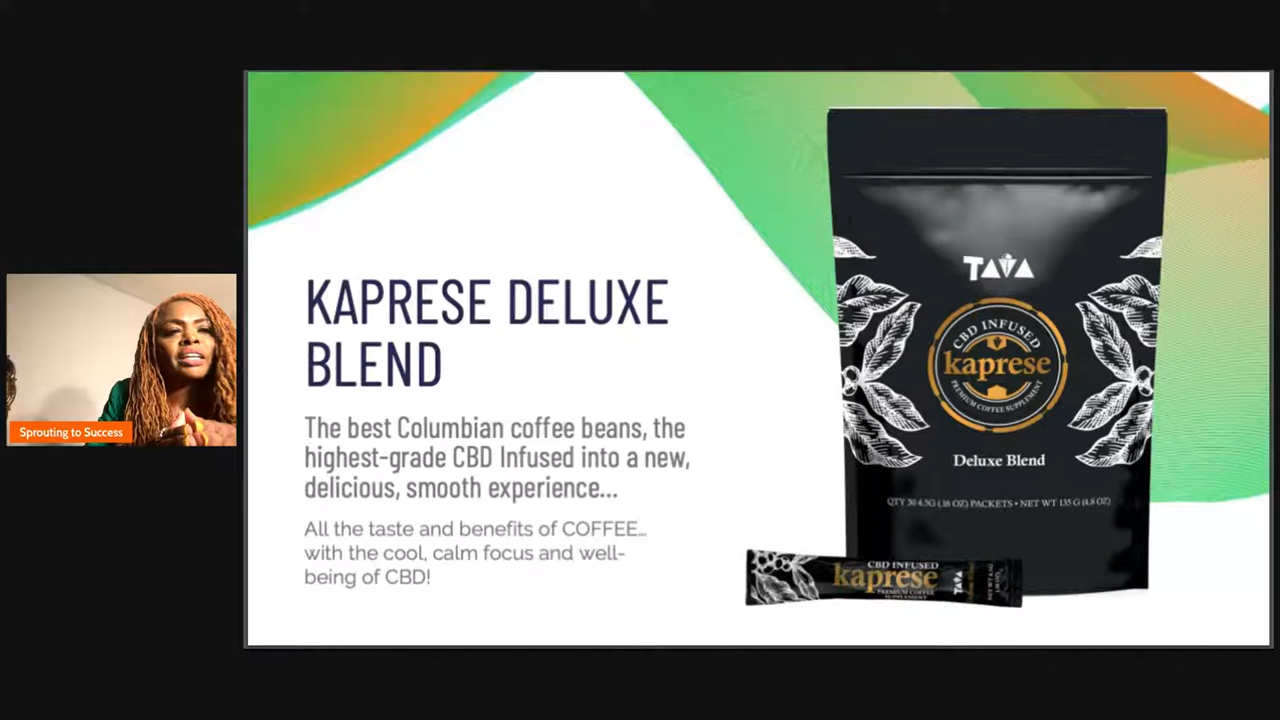 KAPRESE DELUXE
BLEND
The best Columbian coffee beans, the
highest-grade CBD Infused into a new,
delicious, smooth experience...
All the taste and benefits of COFFEE...
with the cool, calm focus and well-
being of CBD!
Sprouting to Success
TAVA
CBD INFUSED
kaprese
PREMIUM COFFEE SUPPLEMENT
Deluxe Blend
QTY 30 4.5G (.16 OZ) PACKETS • NET WT 135 G (4.8 OZ)
CBD INFUSED
kaprese
PREMIUM COFFEE
SUPPLEMENT
TAVA